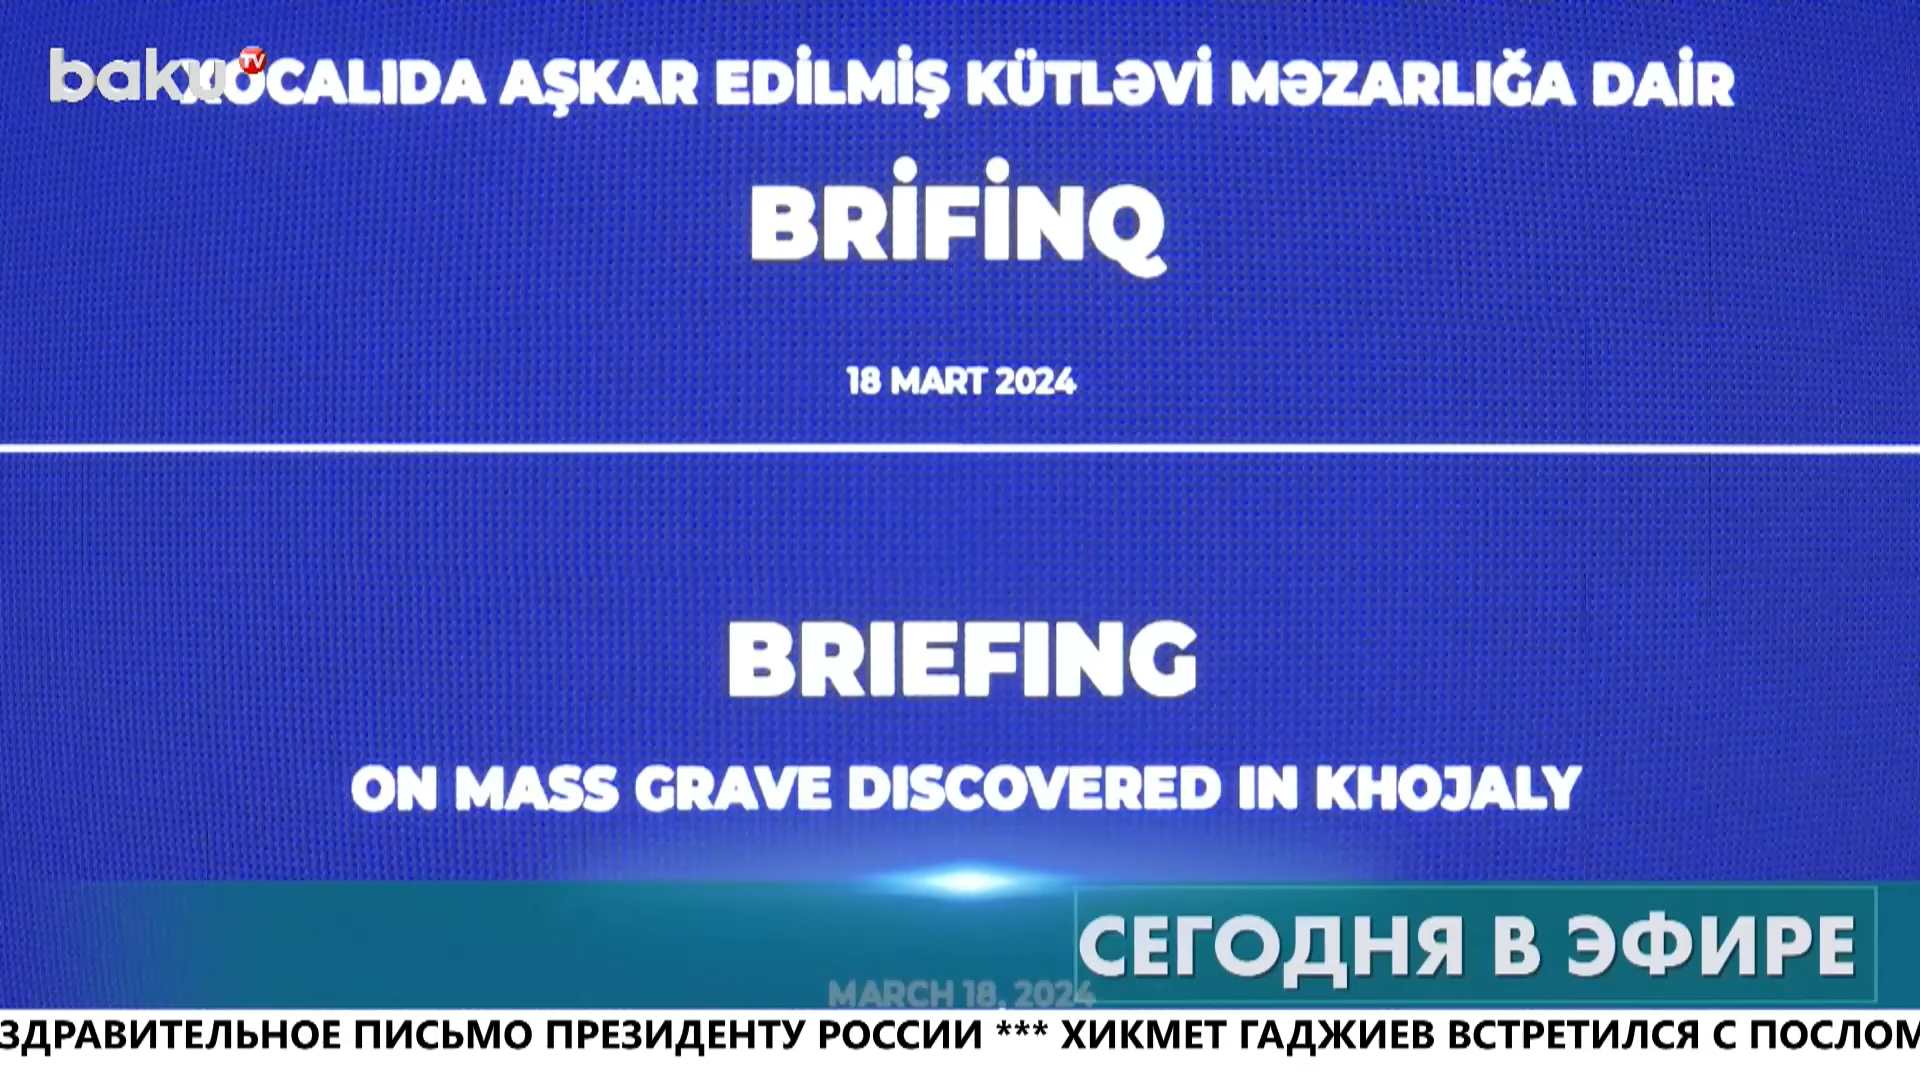 baku TV
XOCALIDA AŞKAR EDİLMİŞ KÜTLƏVİ MƏZARLIĞA DAİR
BRİFİNQ
18 MART 2024
BRIEFING
ON MASS GRAVE DISCOVERED IN KHOJALY
MARCH 18, 2024
СЕГОДНЯ В ЭФИРЕ
ЗДРАВИТЕЛЬНОЕ ПИСЬМО ПРЕЗИДЕНТУ РОССИИ *** ХИКМЕТ ГАДЖИЕВ ВСТРЕТИЛСЯ С ПОСЛОМ